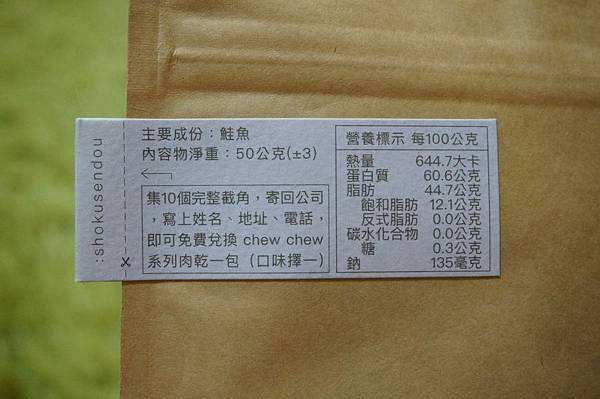 :shokusendou
主要成份：鮭魚
內容物淨重：50公克(±3)
集10個完整截角，寄回公司
，寫上姓名、地址、電話，
即可免費兌換 chew chew
系列肉乾一包（口味擇一）
營養標示 每100公克
熱量 644.7大卡
蛋白質 60.6公克
脂肪 44.7公克
飽和脂肪 12.1公克
反式脂肪 0.0公克
碳水化合物 0.0公克
糖 0.3公克
鈉 135毫克